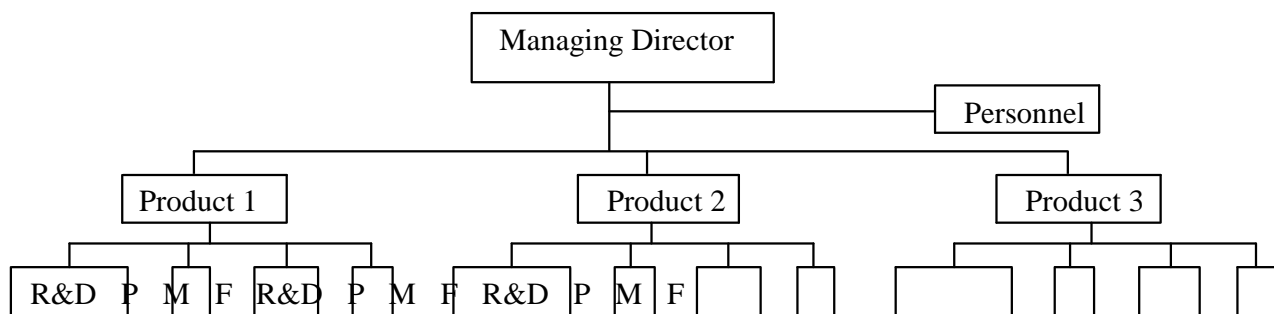 Managing Director
Personnel
Product 1 Product 2 Product 3
R&D P M F R&D P M F R&D P M F